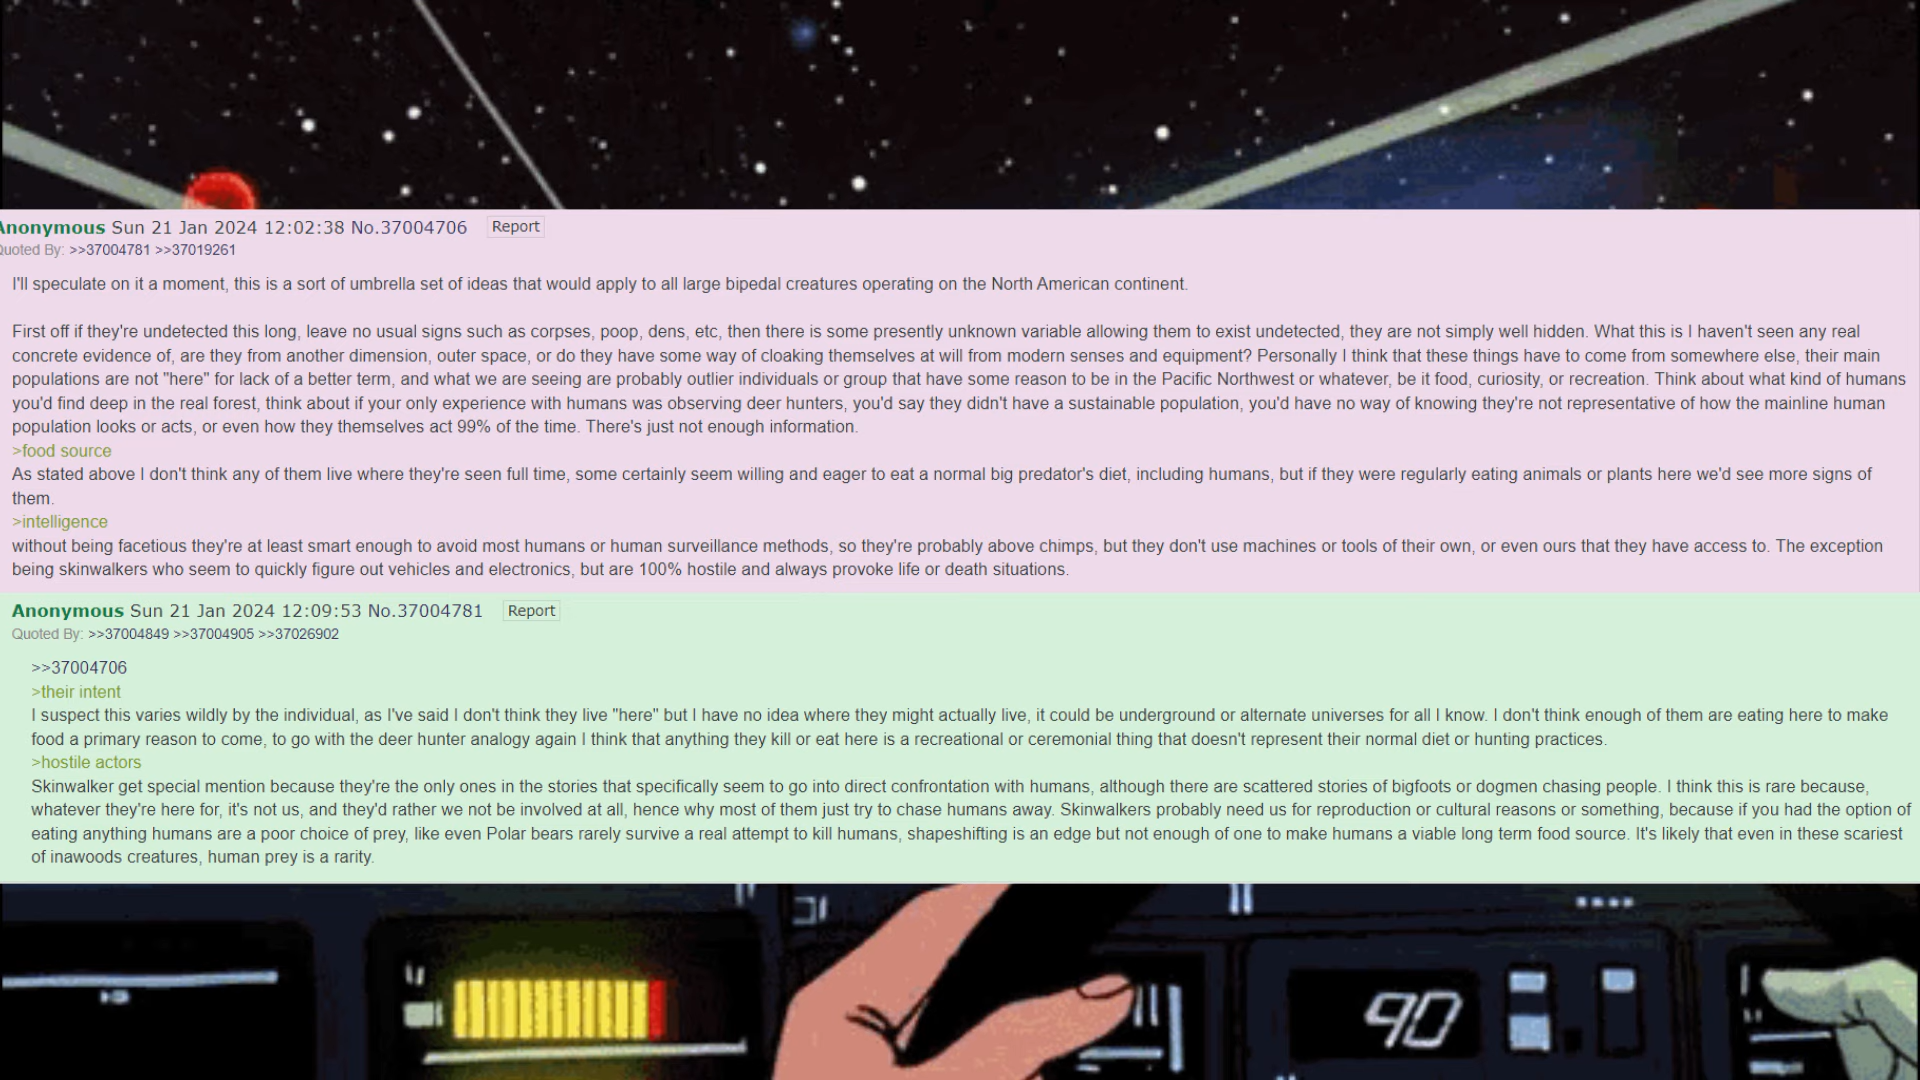 Anonymous Sun 21 Jan 2024 12:02:38 No.37004706 Report
Quoted By: >>37004781 >>37019261
I'll speculate on it a moment, this is a sort of umbrella set of ideas that would apply to all large bipedal creatures operating on the North American continent.
First off if they're undetected this long, leave no usual signs such as corpses, poop, dens, etc, then there is some presently unknown variable allowing them to exist undetected, they are not simply well hidden. What this is I haven't seen any real
concrete evidence of, are they from another dimension, outer space, or do they have some way of cloaking themselves at will from modern senses and equipment? Personally I think that these things have to come from somewhere else, their main
populations are not "here" for lack of a better term, and what we are seeing are probably outlier individuals or group that have some reason to be in the Pacific Northwest or whatever, be it food, curiosity, or recreation. Think about what kind of humans
you'd find deep in the real forest, think about if your only experience with humans was observing deer hunters, you'd say they didn't have a sustainable population, you'd have no way of knowing they're not representative of how the mainline human
population looks or acts, or even how they themselves act 99% of the time. There's just not enough information.
>food source
As stated above I don't think any of them live where they're seen full time, some certainly seem willing and eager to eat a normal big predator's diet, including humans, but if they were regularly eating animals or plants here we'd see more signs of
them.
>intelligence
without being facetious they're at least smart enough to avoid most humans or human surveillance methods, so they're probably above chimps, but they don't use machines or tools of their own, or even ours that they have access to. The exception
being skinwalkers who seem to quickly figure out vehicles and electronics, but are 100% hostile and always provoke life or death situations.
Anonymous Sun 21 Jan 2024 12:09:53 No.37004781 Report
Quoted By: >>37004849 >>37004905 >>37026902
>>37004706
>their intent
I suspect this varies wildly by the individual, as I've said I don't think they live "here" but I have no idea where they might actually live, it could be underground or alternate universes for all I know. I don't think enough of them are eating here to make
food a primary reason to come, to go with the deer hunter analogy again I think that anything they kill or eat here is a recreational or ceremonial thing that doesn't represent their normal diet or hunting practices.
>hostile actors
Skinwalker get special mention because they're the only ones in the stories that specifically seem to go into direct confrontation with humans, although there are scattered stories of bigfoots or dogmen chasing people. I think this is rare because,
whatever they're here for, it's not us, and they'd rather we not be involved at all, hence why most of them just try to chase humans away. Skinwalkers probably need us for reproduction or cultural reasons or something, because if you had the option of
eating anything humans are a poor choice of prey, like even Polar bears rarely survive a real attempt to kill humans, shapeshifting is an edge but not enough of one to make humans a viable long term food source. It's likely that even in these scariest
of inawoods creatures, human prey is a rarity.
90